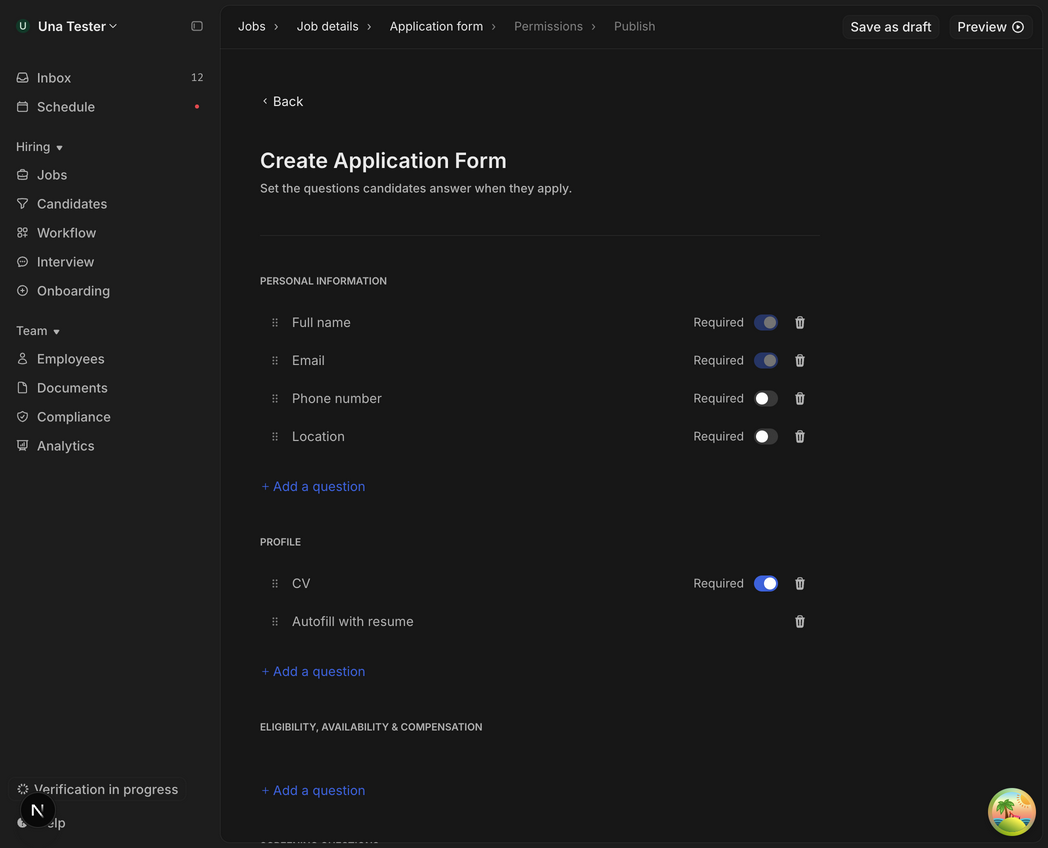 U Una Tester
Jobs › Job details › Application form › Permissions › Publish
Save as draft
Preview
Inbox 12
Schedule
Hiring
Jobs
Candidates
Workflow
Interview
Onboarding
Team
Employees
Documents
Compliance
Analytics
Verification in progress
N
Back
Create Application Form
Set the questions candidates answer when they apply.
PERSONAL INFORMATION
Full name Required
Email Required
Phone number Required
Location Required
+ Add a question
PROFILE
CV Required
Autofill with resume
+ Add a question
ELIGIBILITY, AVAILABILITY & COMPENSATION
+ Add a question